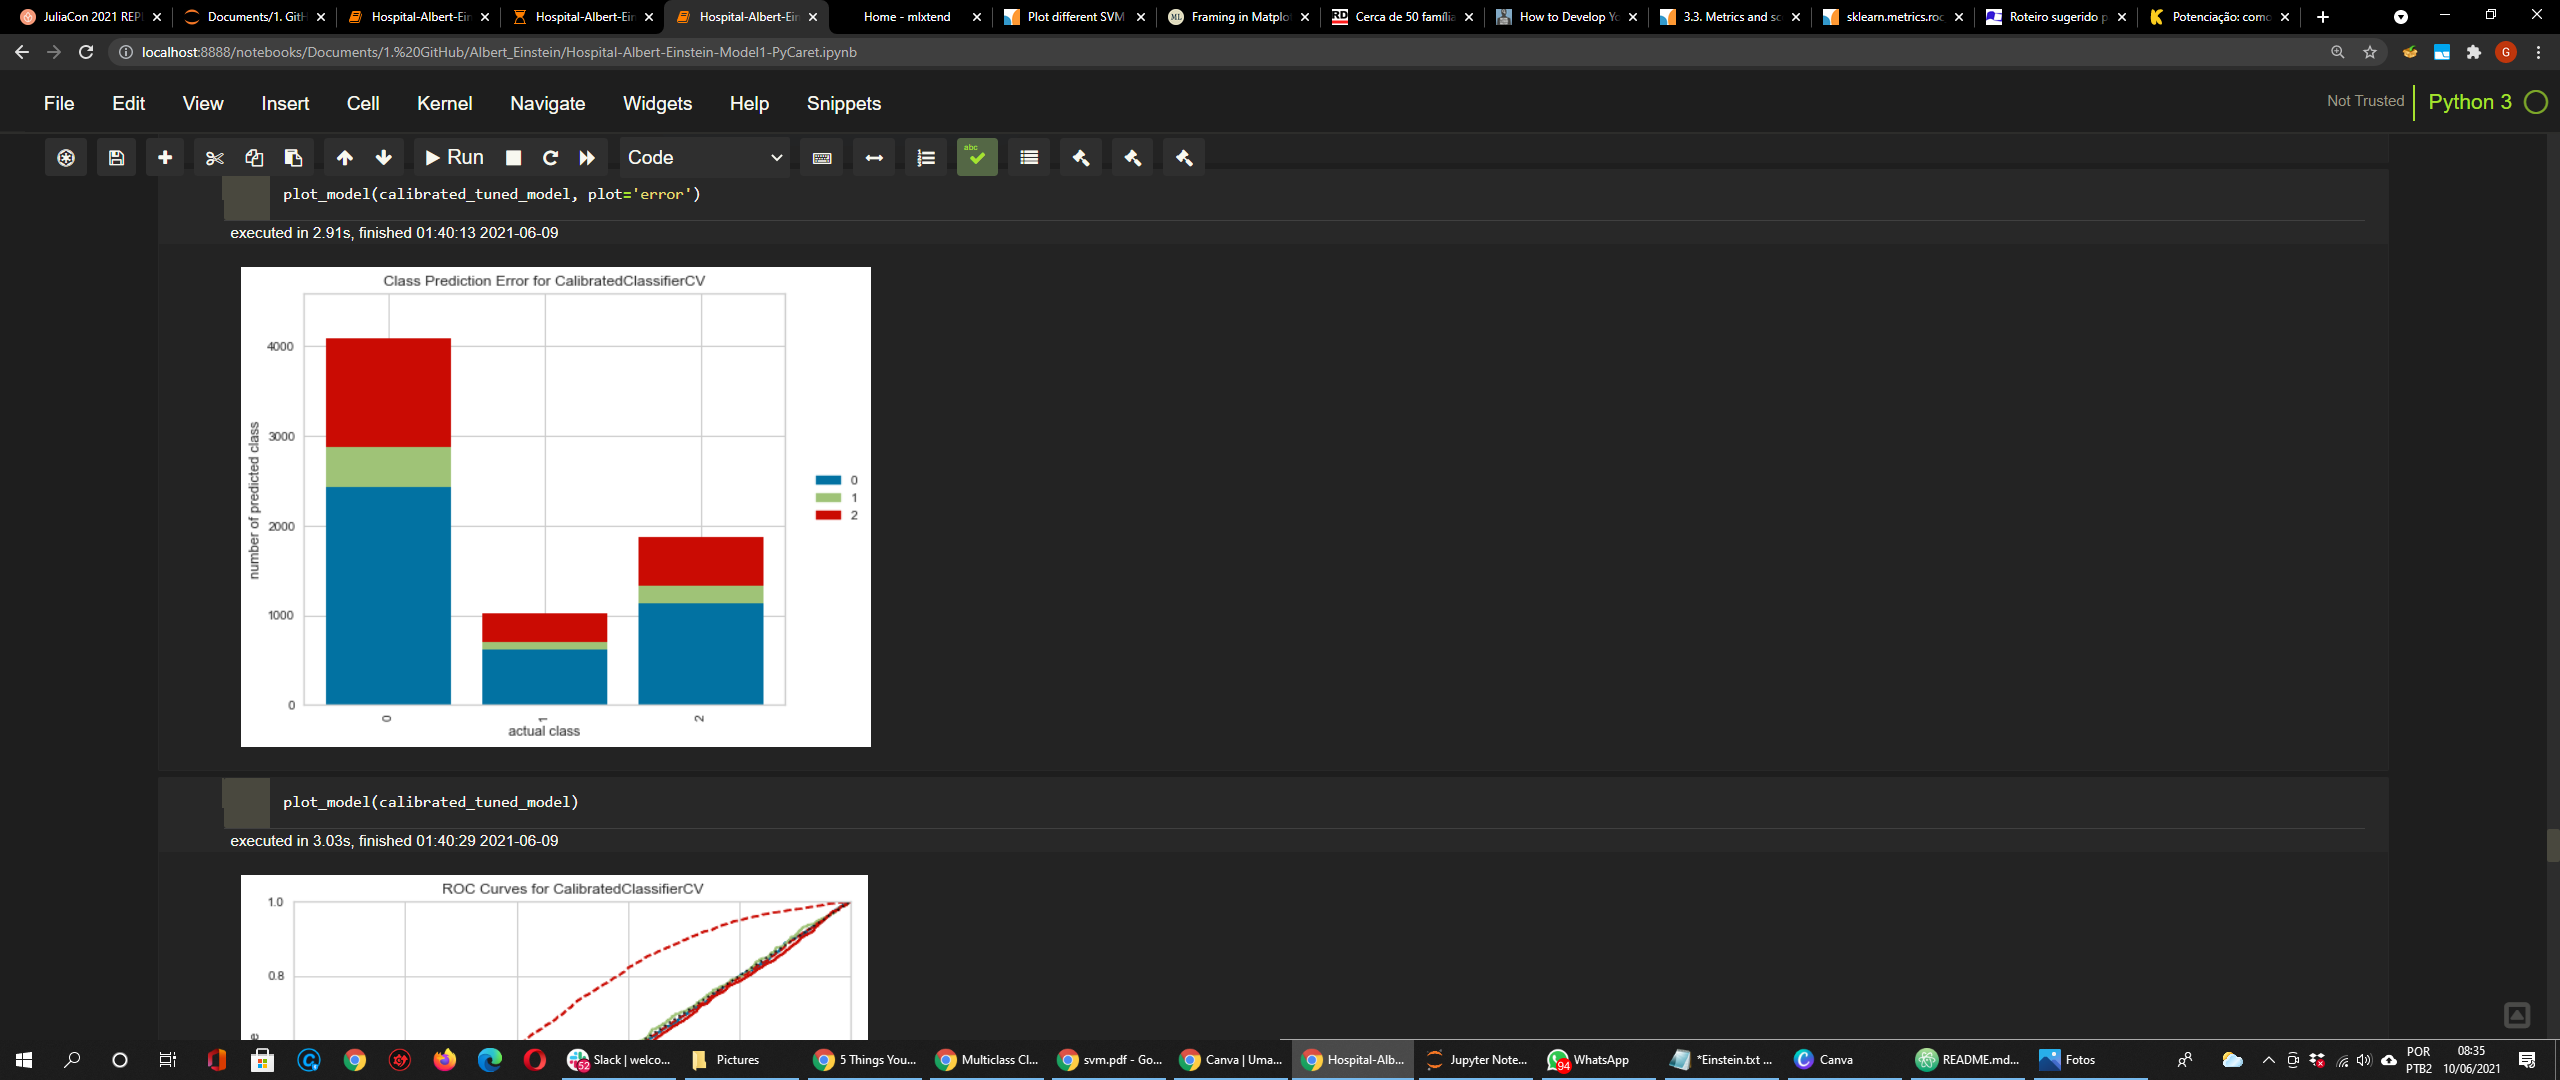 JuliaCon 2021 REP
Documents/1. GitH
Hospital-Albert-Ein
Hospital-Albert-Ein
Hospital-Albert-Ein
Home - mlxtend
Plot different SVM
ML
Framing in Matplot
RD
Cerca de 50 família
How to Develop Yo
3.3. Metrics and sc
sklearn.metrics.roc
Roteiro sugerido p
Potenciação: como
localhost:8888/notebooks/Documents/1.%20GitHub/Albert_Einstein/Hospital-Albert-Einstein-Model1-PyCaret.ipynb
G
File Edit View Insert Cell Kernel Navigate Widgets Help Snippets
Not Trusted
Python 3
Run
Code
abc
plot_model(calibrated_tuned_model, plot='error')
executed in 2.91s, finished 01:40:13 2021-06-09
Class Prediction Error for CalibratedClassifierCV
4000
3000
2000
1000
0
number of predicted class
0
1
2
0
1
2
actual class
plot_model(calibrated_tuned_model)
executed in 3.03s, finished 01:40:29 2021-06-09
ROC Curves for CalibratedClassifierCV
1.0
0.8
52
Slack | welco...
Pictures
5 Things You...
Multiclass Cl...
svm.pdf - Go...
Canva | Uma...
Hospital-Alb...
Jupyter Note...
94
WhatsApp
*Einstein.txt ...
Canva
README.md...
Fotos
POR
PTB2
08:35
10/06/2021